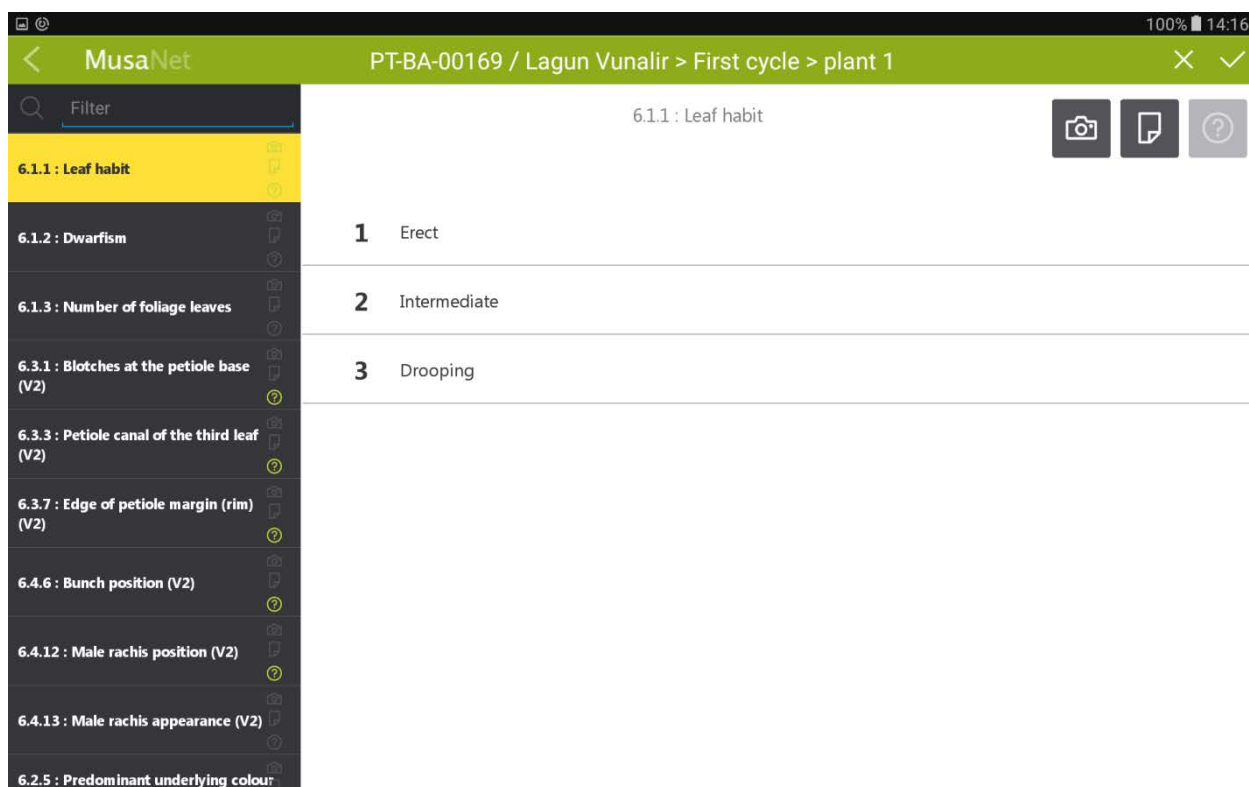 100% 14:16
MusaNet
PT-BA-00169 / Lagun Vunalir > First cycle > plant 1
Filter
6.1.1 : Leaf habit
6.1.2 : Dwarfism
6.1.3 : Number of foliage leaves
6.3.1 : Blotches at the petiole base
(V2)
6.3.3 : Petiole canal of the third leaf
(V2)
6.3.7 : Edge of petiole margin (rim)
(V2)
6.4.6 : Bunch position (V2)
6.4.12 : Male rachis position (V2)
6.4.13 : Male rachis appearance (V2)
6.2.5 : Predominant underlying colour
6.1.1 : Leaf habit
1 Erect
2 Intermediate
3 Drooping